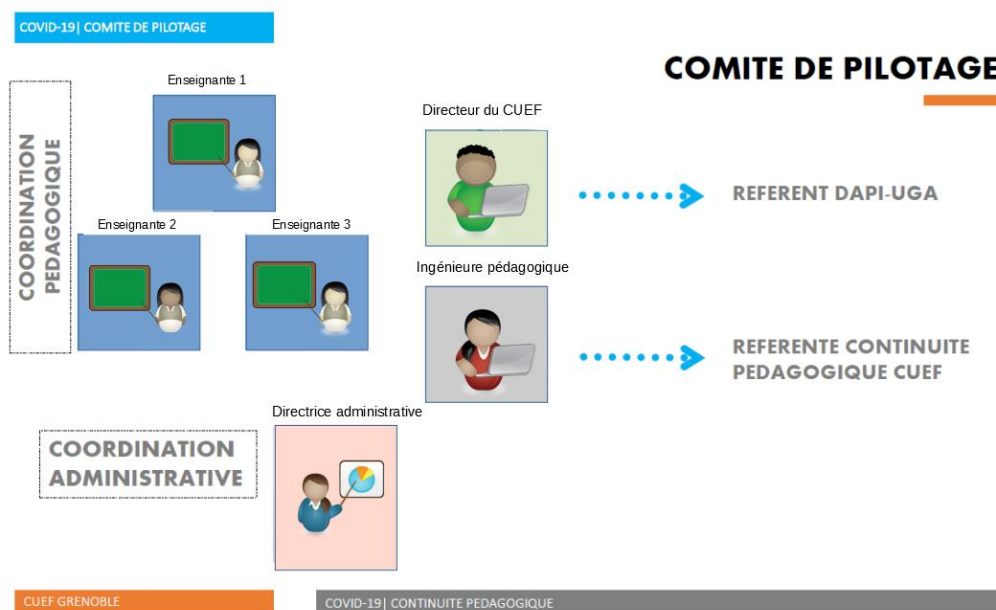 COVID-19| COMITE DE PILOTAGE
COMITE DE PILOTAGE
Enseignante 1
Directeur du CUEF
COORDINATION
PEDAGOGIQUE
REFERENT DAPI-UGA
Enseignante 2
Enseignante 3
Ingénieure pédagogique
REFERENTE CONTINUITE
PEDAGOGIQUE CUEF
Directrice administrative
COORDINATION
ADMINISTRATIVE
CUEF GRENOBLE
COVID-19| CONTINUITE PEDAGOGIQUE